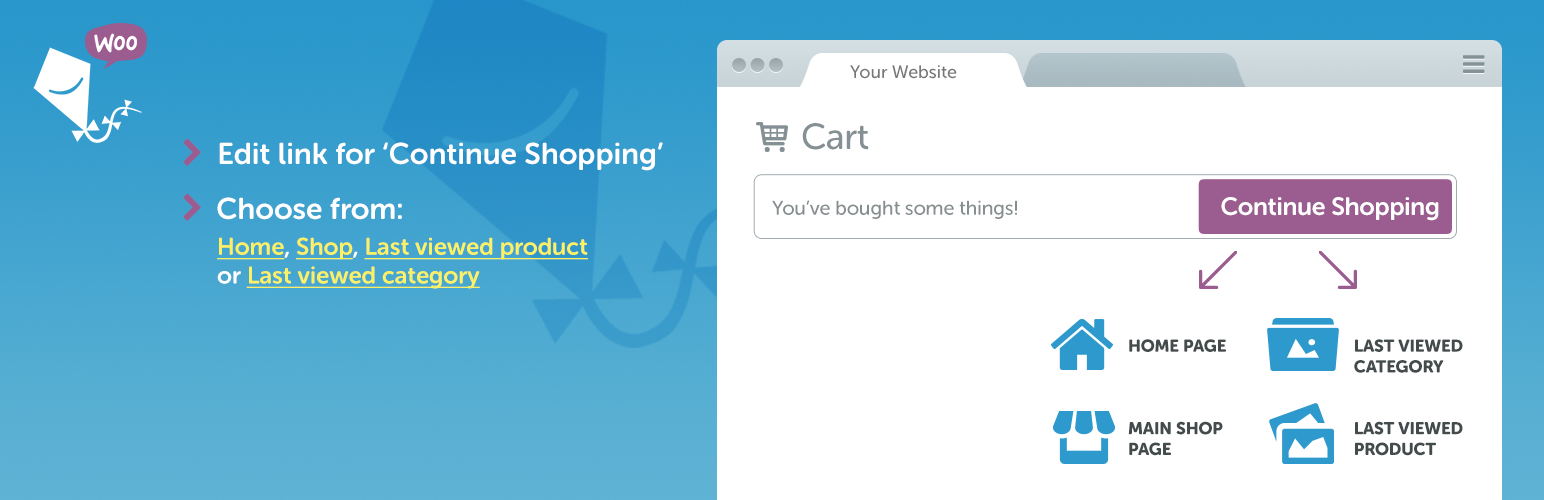 Woo
Edit link for ‘Continue Shopping’
Choose from:
Home, Shop, Last viewed product
or Last viewed category
Your Website
Cart
You’ve bought some things!
Continue Shopping
HOME PAGE
LAST VIEWED
CATEGORY
MAIN SHOP
PAGE
LAST VIEWED
PRODUCT